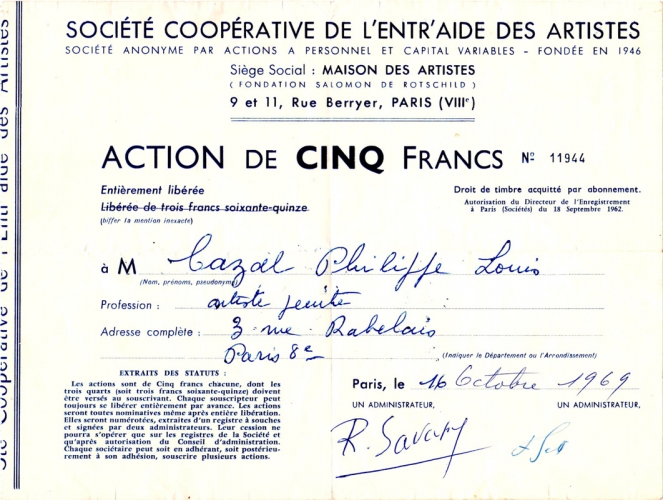 SOCIÉTÉ COOPÉRATIVE DE L'ENTR'AIDE DES ARTISTES
SOCIÉTÉ ANONYME PAR ACTIONS A PERSONNEL ET CAPITAL VARIABLES - FONDÉE EN 1946
Siège Social : MAISON DES ARTISTES
( FONDATION SALOMON DE ROTSCHILD )
9 et 11, Rue Berryer, PARIS (VIIIᵉ)
ACTION DE CINQ FRANCS Nº 11944
Entièrement libérée
Libérée de trois francs soixante-quinze
(biffer la mention inexacte)
Droit de timbre acquitté par abonnement.
Autorisation du Directeur de l'Enregistrement
à Paris (Sociétés) du 18 Septembre 1962.
à M Cazal Philippe Louis
(Nom, prénoms, pseudonyme)
Profession : artiste peintre
Adresse complète : 3 rue Rabelais
Paris 8e (Indiquer le Département ou l'Arrondissement)
EXTRAITS DES STATUTS :
Les actions sont de Cinq francs chacune, dont les
trois quarts (soit trois francs soixante-quinze) doivent
être versés au souscrivant. Chaque souscripteur peut
toujours se libérer entièrement par avance. Les actions
seront toutes nominatives même après entière libération.
Elles seront numérotées, extraites d'un registre à souches
et signées par deux administrateurs. Leur cession ne
pourra s'opérer que sur les registres de la Société et
qu'après autorisation du Conseil d'administration.
Chaque sociétaire peut soit en adhérant, soit postérieu-
rement à son adhésion, souscrire plusieurs actions.
Paris, le 16 Octobre 1969
UN ADMINISTRATEUR, UN ADMINISTRATEUR,
R. Savary
Sté Coopérative de l'Entr'aide des Artistes